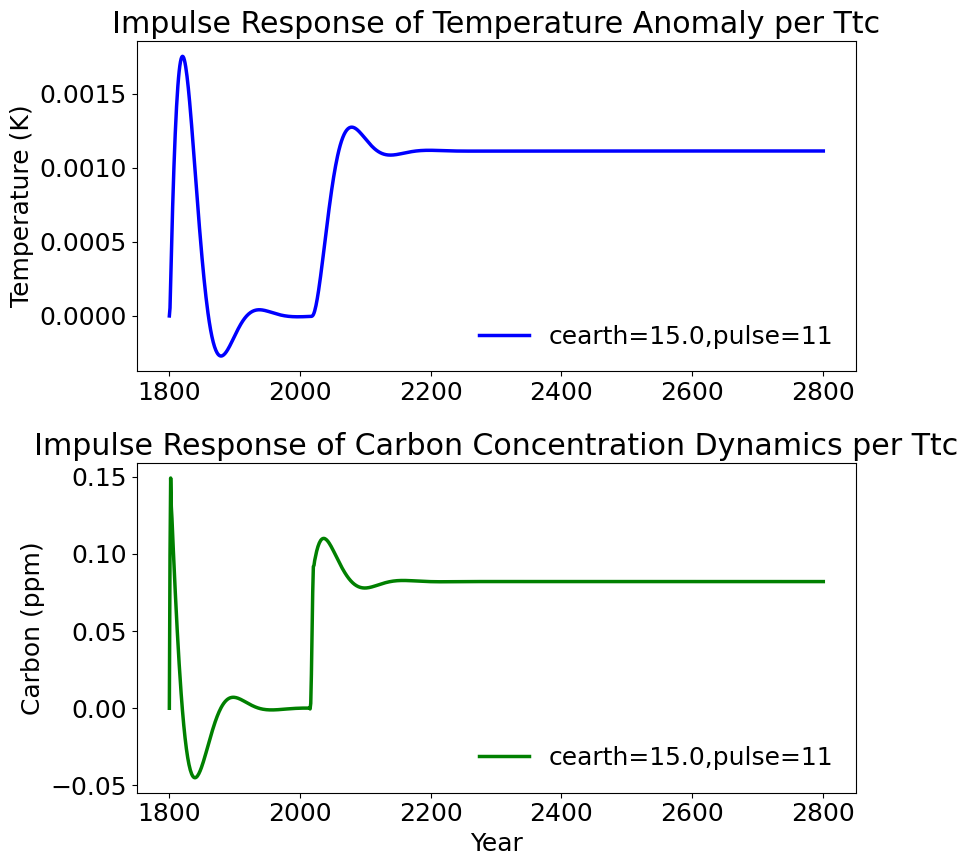 Impulse Response of Temperature Anomaly per Ttc
Temperature (K)
0.0015
0.0010
0.0005
0.0000
cearth=15.0,pulse=11
1800 2000 2200 2400 2600 2800
Impulse Response of Carbon Concentration Dynamics per Ttc
Carbon (ppm)
0.15
0.10
0.05
0.00
−0.05
cearth=15.0,pulse=11
1800 2000 2200 2400 2600 2800
Year